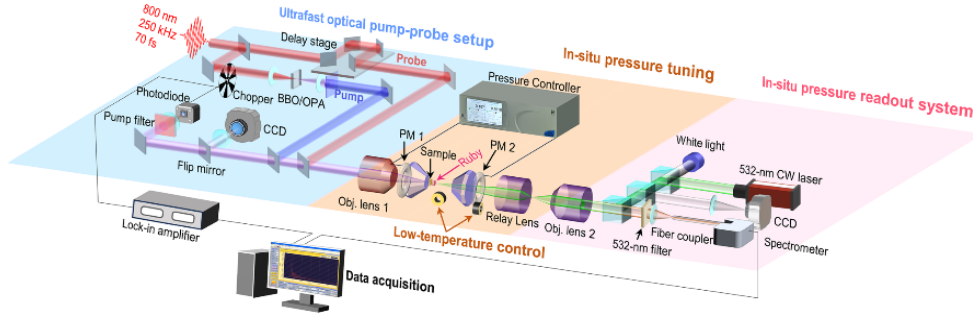 800 nm
250 kHz
70 fs
Ultrafast optical pump-probe setup
Delay stage
Probe
In-situ pressure tuning
In-situ pressure readout system
Pressure Controller
Chopper
BBO/OPA
Pump
Photodiode
CCD
Pump filter
Flip mirror
PM 1
Sample
Ruby
PM 2
White light
532-nm CW laser
CCD
Obj. lens 1
Relay Lens
Obj. lens 2
Fiber coupler
Spectrometer
532-nm filter
Low-temperature control
Lock-in amplifier
Data acquisition